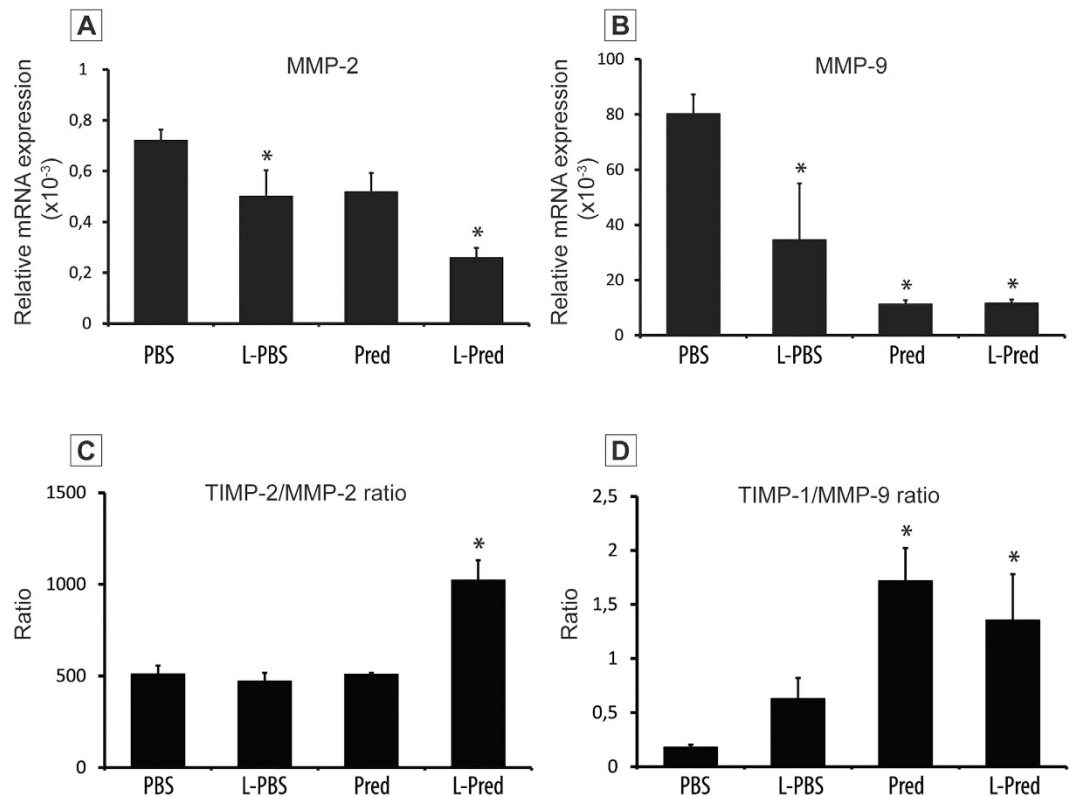 A
MMP-2
Relative mRNA expression
(x10⁻³)
1
0,8
0,6
0,4
0,2
0
*
*
PBS
L-PBS
Pred
L-Pred
B
MMP-9
Relative mRNA expression
(x10⁻³)
100
80
60
40
20
0
*
*
*
PBS
L-PBS
Pred
L-Pred
C
TIMP-2/MMP-2 ratio
Ratio
1500
1000
500
0
*
PBS
L-PBS
Pred
L-Pred
D
TIMP-1/MMP-9 ratio
Ratio
2,5
2
1,5
1
0,5
0
*
*
PBS
L-PBS
Pred
L-Pred